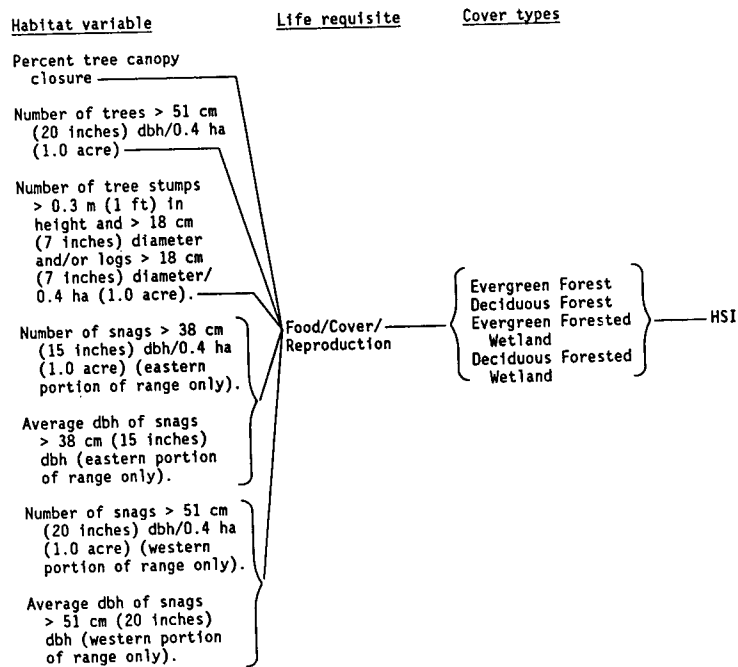 Habitat variable
Life requisite
Cover types
Percent tree canopy
closure
Number of trees > 51 cm
(20 inches) dbh/0.4 ha
(1.0 acre)
Number of tree stumps
> 0.3 m (1 ft) in
height and > 18 cm
(7 inches) diameter
and/or logs > 18 cm
(7 inches) diameter/
0.4 ha (1.0 acre).
Number of snags > 38 cm
(15 inches) dbh/0.4 ha
(1.0 acre) (eastern
portion of range only).
Average dbh of snags
> 38 cm (15 inches)
dbh (eastern portion
of range only).
Number of snags > 51 cm
(20 inches) dbh/0.4 ha
(1.0 acre) (western
portion of range only).
Average dbh of snags
> 51 cm (20 inches)
dbh (western portion
of range only).
Food/Cover/
Reproduction
Evergreen Forest
Deciduous Forest
Evergreen Forested
Wetland
Deciduous Forested
Wetland
HSI